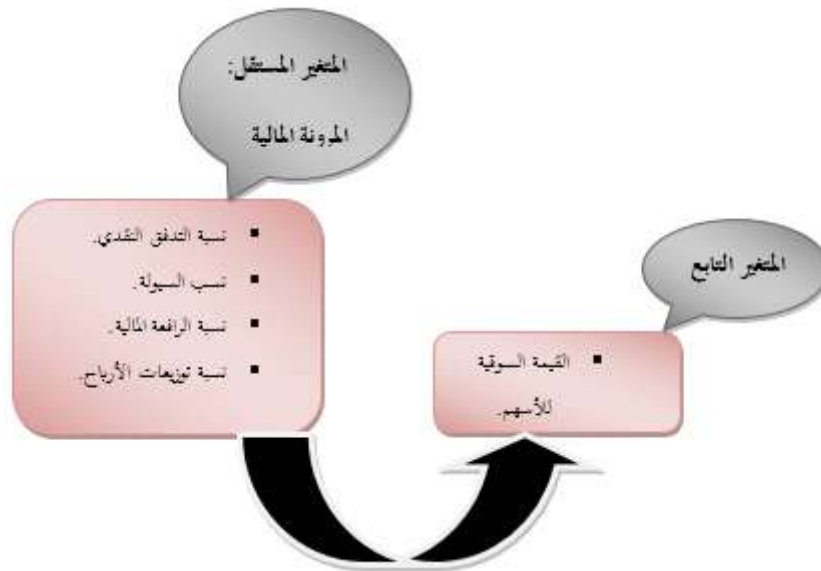 المتغير المستقل:
المرونة المالية
▪ نسبة التدفق النقدي.
▪ نسب السيولة.
▪ نسبة الرافعة المالية.
▪ نسبة توزيعات الأرباح.
المتغير التابع
▪ القيمة السوقية
للأسهم.